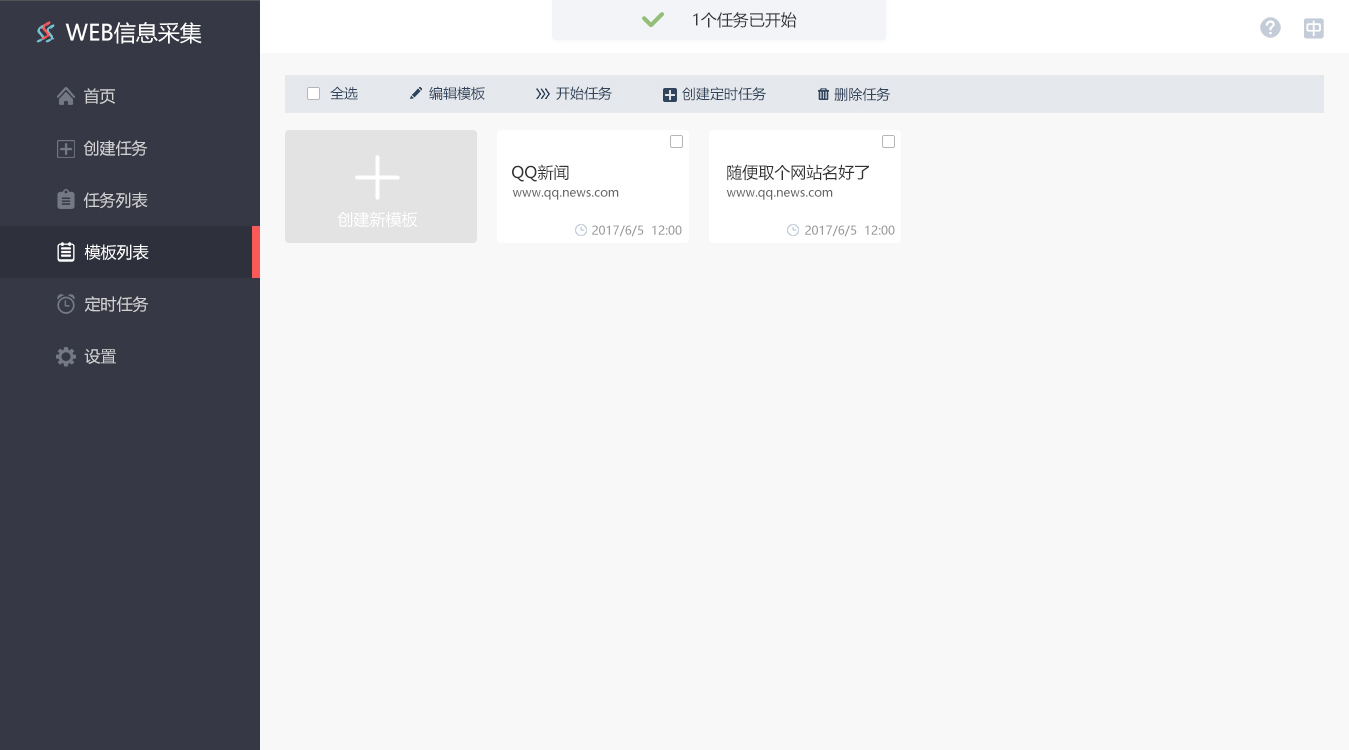 WEB信息采集
1个任务已开始
?
中
首页
创建任务
任务列表
模板列表
定时任务
设置
全选 编辑模板 开始任务 创建定时任务 删除任务
创建新模板
QQ新闻
www.qq.news.com
2017/6/5 12:00
随便取个网站名好了
www.qq.news.com
2017/6/5 12:00